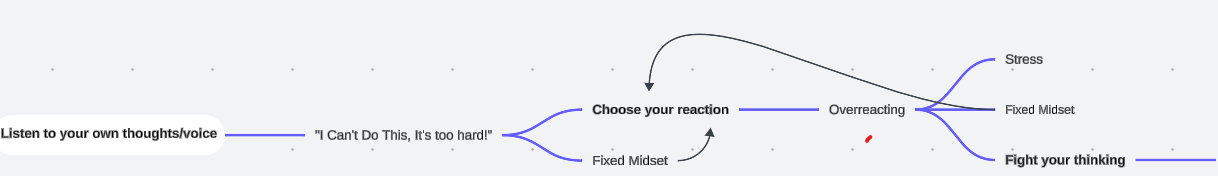 Listen to your own thoughts/voice
"I Can't Do This, It's too hard!"
Choose your reaction
Fixed Midset
Overreacting
Stress
Fixed Midset
Fight your thinking